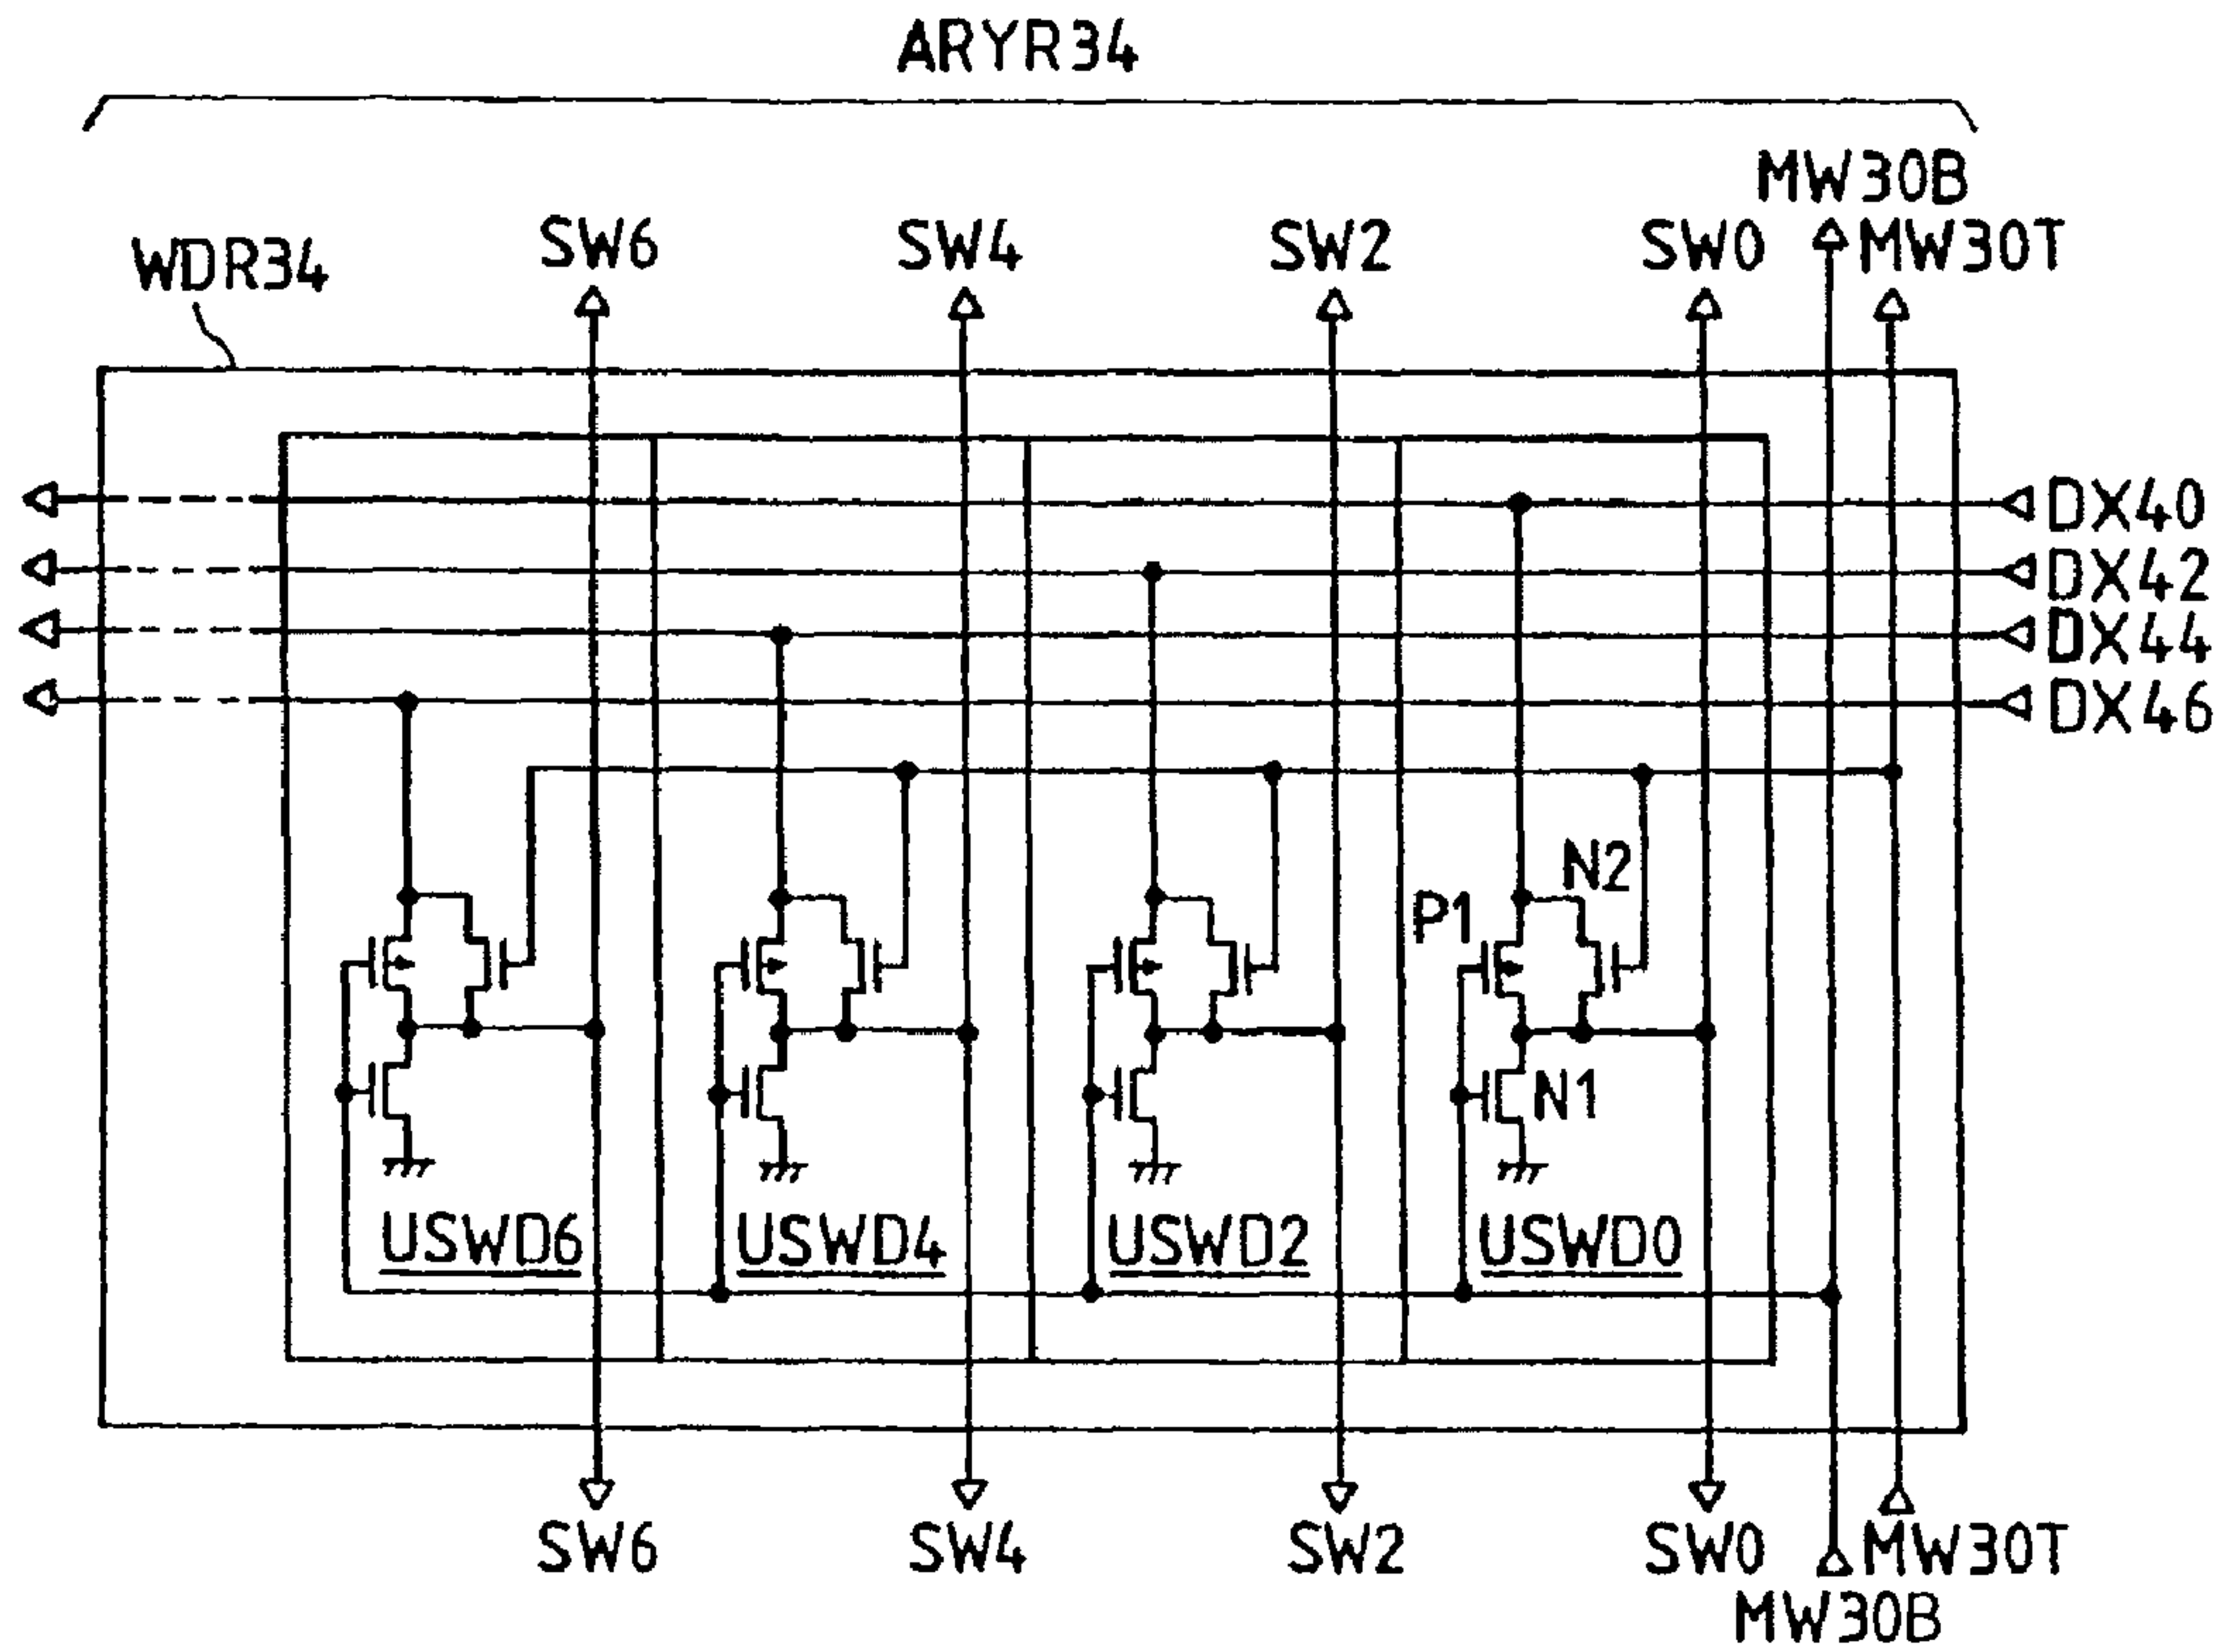 ARYR34
MW30B
WDR34 SW6 SW4 SW2 SW0 MW30T
DX40
DX42
DX44
DX46
P1 N2
N1
USWD6 USWD4 USWD2 USWD0
SW6 SW4 SW2 SW0 MW30T
MW30B